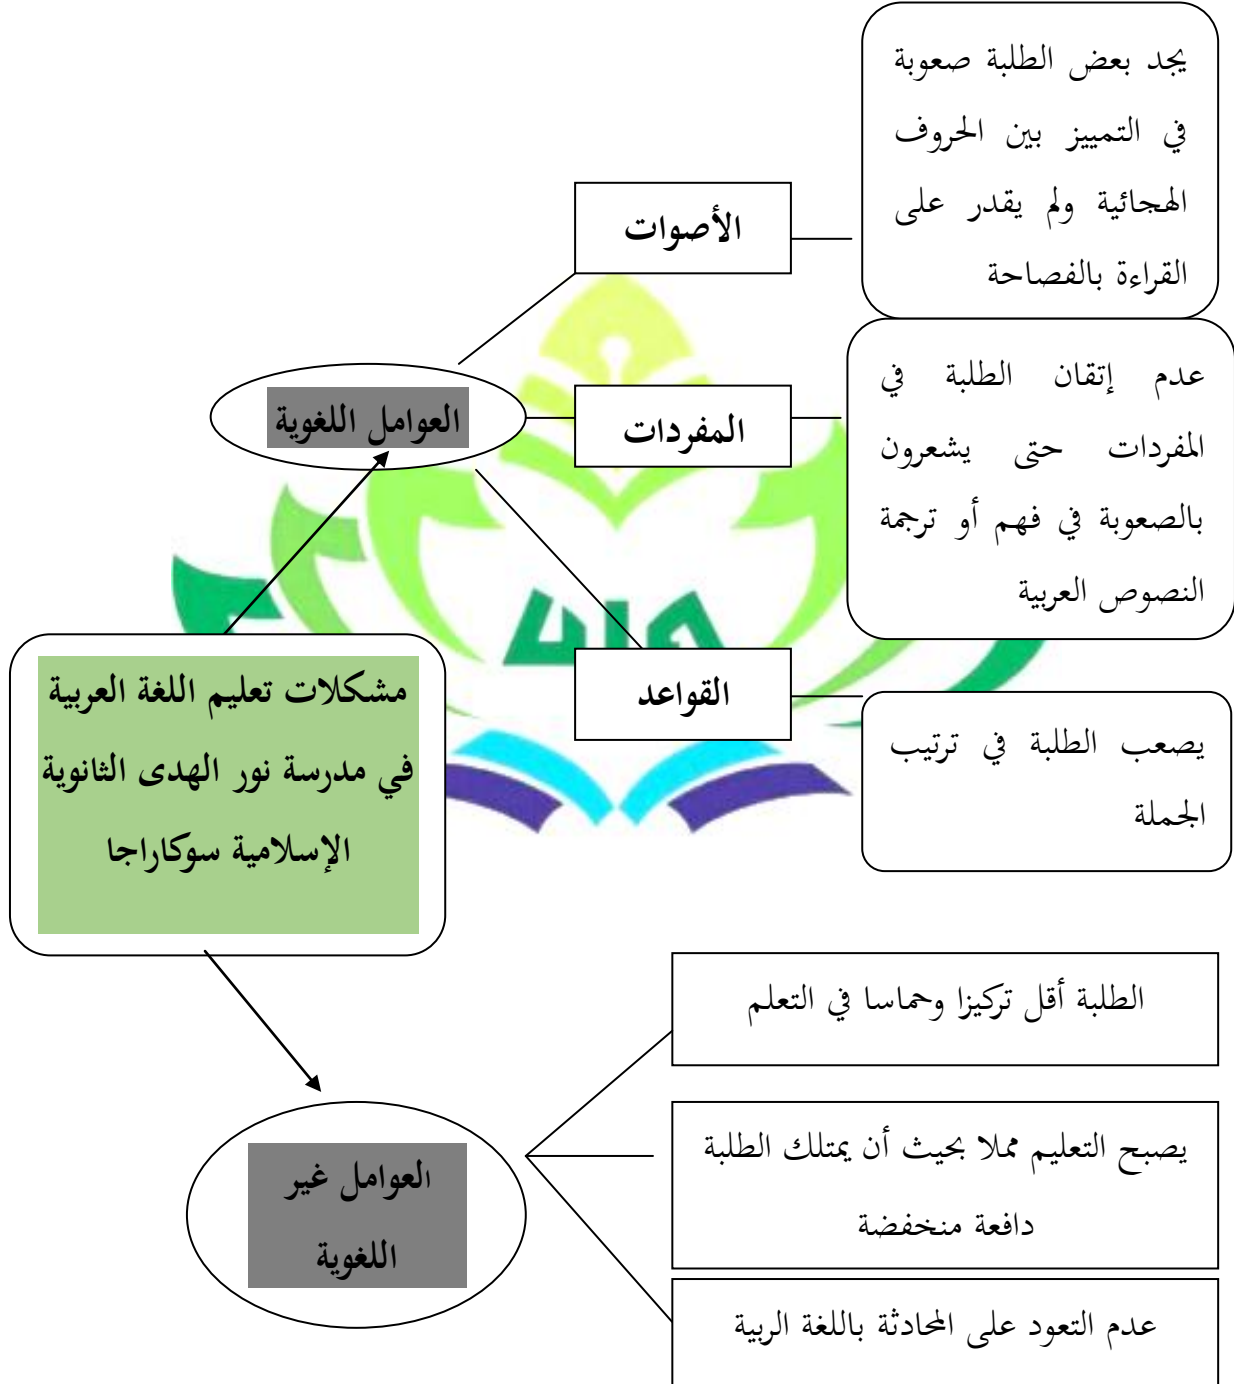 يجد بعض الطلبة صعوبة
في التمييز بين الحروف
الهجائية ولم يقدر على
القراءة بالفصاحة
الأصوات
عدم إتقان الطلبة في
المفردات حتى يشعرون
بالصعوبة في فهم أو ترجمة
النصوص العربية
المفردات
العوامل اللغوية
القواعد
يصعب الطلبة في ترتيب
الجملة
مشكلات تعليم اللغة العربية
في مدرسة نور الهدى الثانوية
الإسلامية سوكاراجا
الطلبة أقل تركيزا وحماسا في التعلم
يصبح التعليم مملا بحيث أن يمتلك الطلبة
دافعة منخفضة
العوامل غير
اللغوية
عدم التعود على المحادثة باللغة الربية